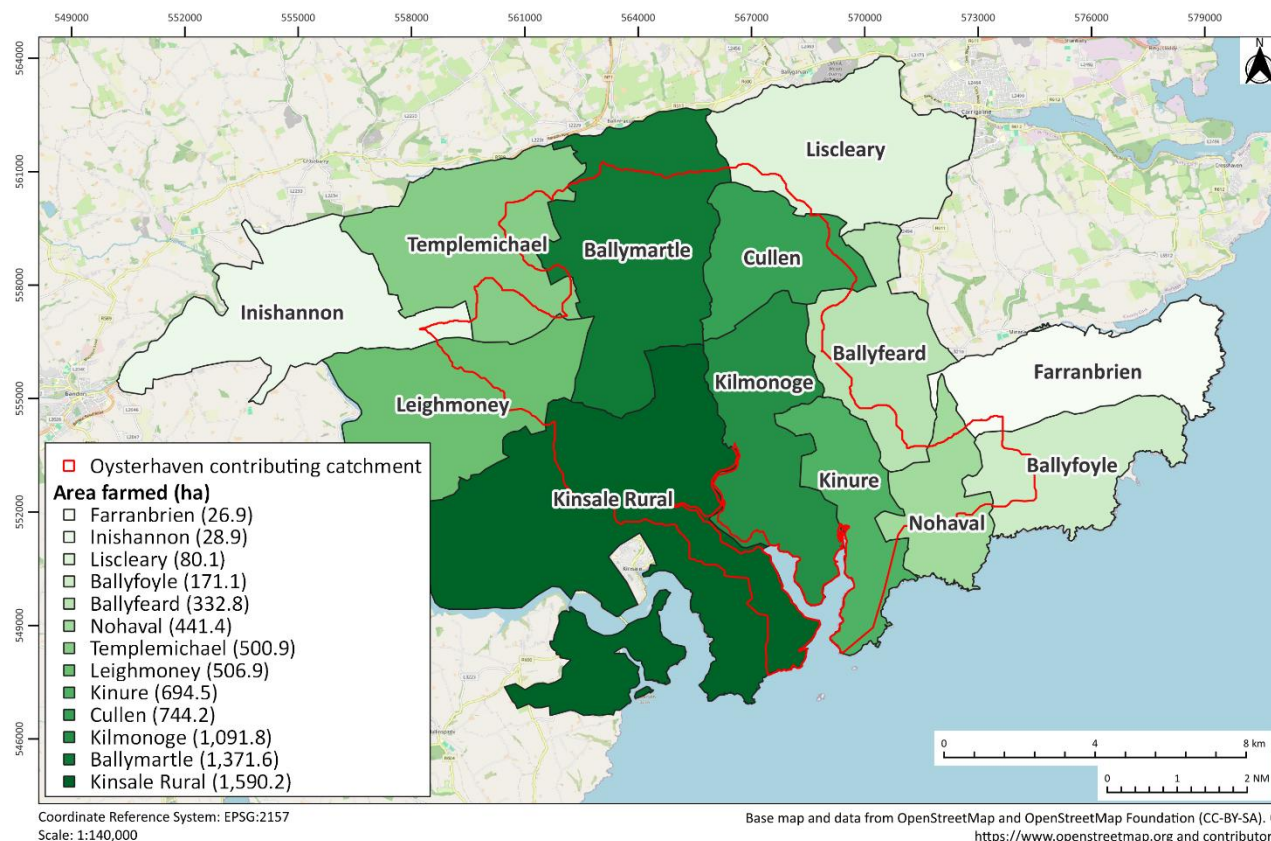 549000 552000 555000 558000 561000 564000 567000 570000 573000 576000 579000
564000
561000
558000
555000
552000
549000
546000
N
Liscleary
Templemichael
Ballymartle
Cullen
Inishannon
Ballyfeard
Farranbrien
Kilmonoge
Leighmoney
Ballyfoyle
Kinure
Kinsale Rural
Nohaval
Oysterhaven contributing catchment
Area farmed (ha)
Farranbrien (26.9)
Inishannon (28.9)
Liscleary (80.1)
Ballyfoyle (171.1)
Ballyfeard (332.8)
Nohaval (441.4)
Templemichael (500.9)
Leighmoney (506.9)
Kinure (694.5)
Cullen (744.2)
Kilmonoge (1,091.8)
Ballymartle (1,371.6)
Kinsale Rural (1,590.2)
0 4 8 km
0 1 2 NM
Coordinate Reference System: EPSG:2157
Scale: 1:140,000
Base map and data from OpenStreetMap and OpenStreetMap Foundation (CC-BY-SA).
https://www.openstreetmap.org and contributor